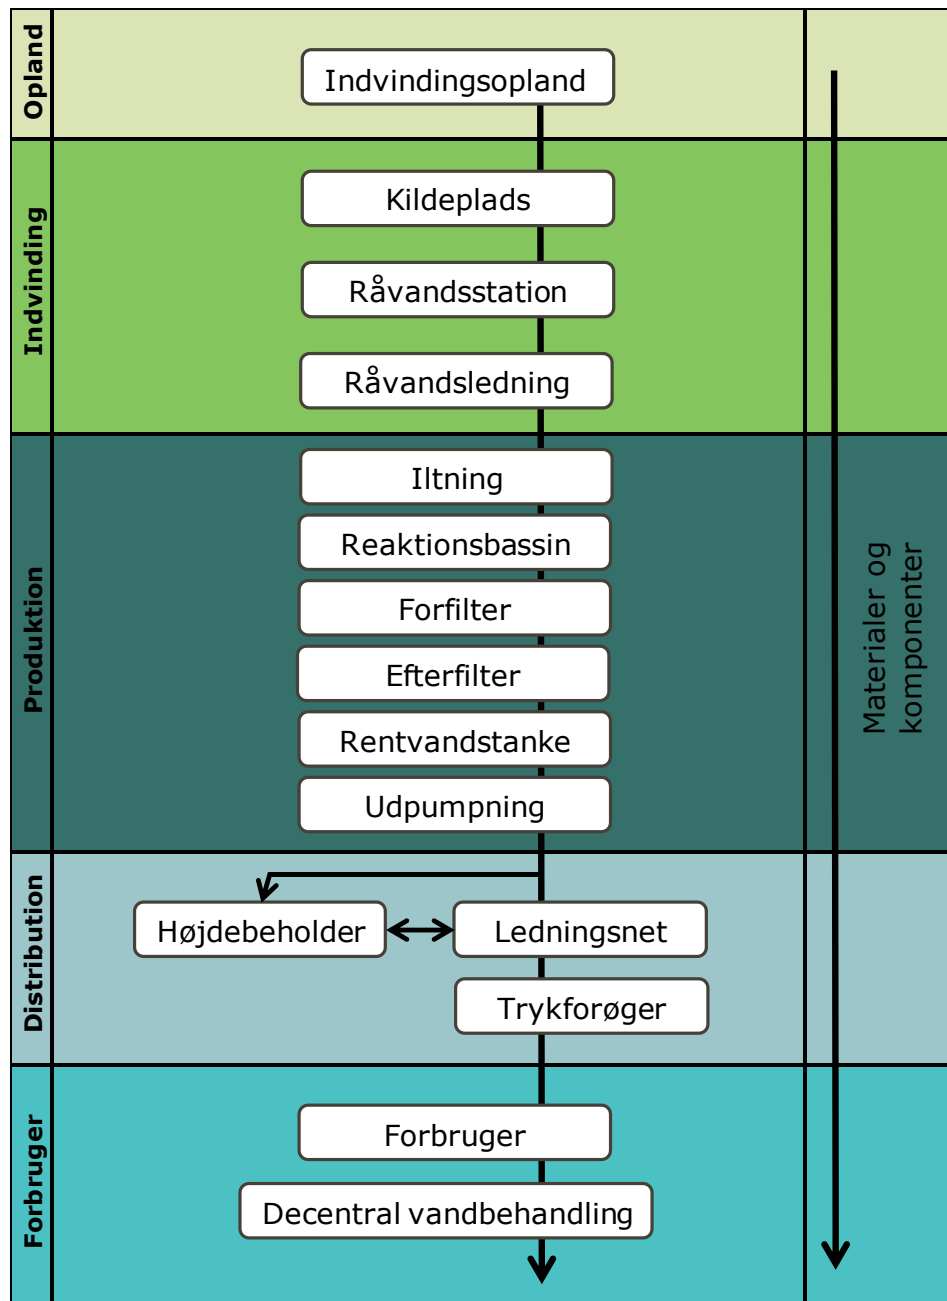 Opland
Indvindingsopland
Indvinding
Kildeplads
Råvandsstation
Råvandsledning
Produktion
Iltning
Reaktionsbassin
Forfilter
Efterfilter
Rentvandstanke
Udpumpning
Materialer og
komponenter
Distribution
Højdebeholder
Ledningsnet
Trykforøger
Forbruger
Forbruger
Decentral vandbehandling